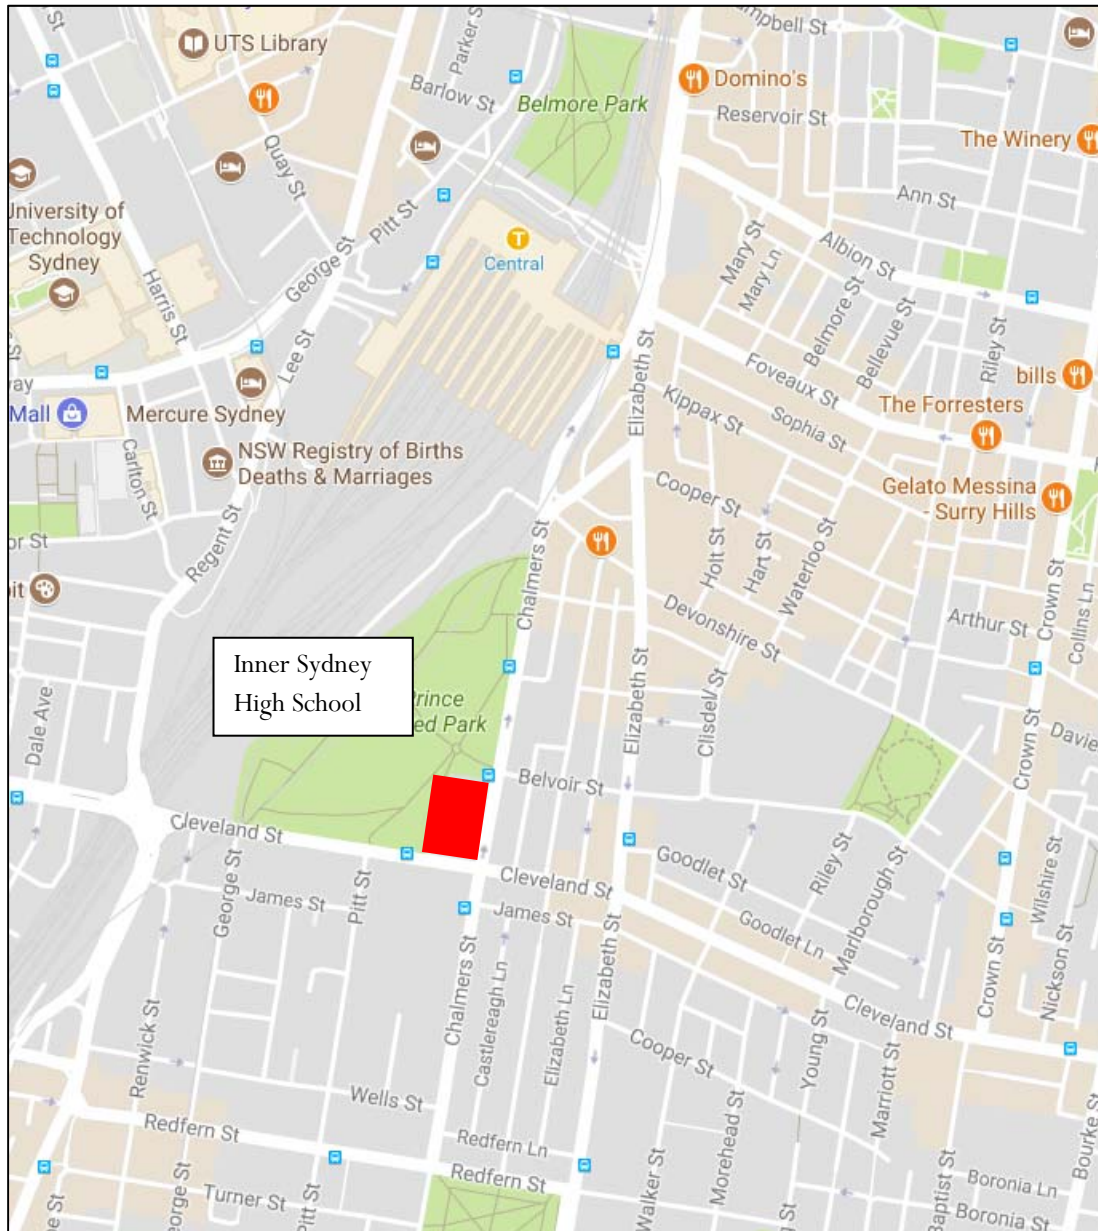 Campbell St
UTS Library
Parker St
Domino's
Barlow St
Belmore Park
Reservoir St
The Winery
Quay St
Ann St
University of
Technology
Sydney
Pitt St
Central
George St
Mary St
Mary Ln
Albion St
Harris St
Lee St
Belmore St
Bellevue St
Riley St
Elizabeth St
Foveaux St
bills
Mall
Mercure Sydney
Kippax St
Sophia St
The Forresters
NSW Registry of Births
Deaths & Marriages
Carlton St
Cooper St
Gelato Messina
- Surry Hills
Regent St
Chalmers St
Holt St
Hart St
Waterloo St
Devonshire St
Arthur St
Crown St
Collins Ln
Inner Sydney
High School
Prince
ed Park
Dale Ave
Elizabeth St
Clisdell St
Crown St
Davie
Belvoir St
Cleveland St
George St
James St
Pitt St
Cleveland St
James St
Goodlet St
Goodlet Ln
Riley St
Marlborough St
Wilshire St
Nickson St
Chalmers St
Castlereagh Ln
Elizabeth Ln
Elizabeth St
Cleveland St
Crown St
Renwick St
Cooper St
Young St
Marriott St
Wells St
Redfern St
Redfern Ln
Redfern St
Morehead St
Walker St
Baptist St
Bourke St
Boronia Ln
Boronia
Turner St
George St
Pitt St